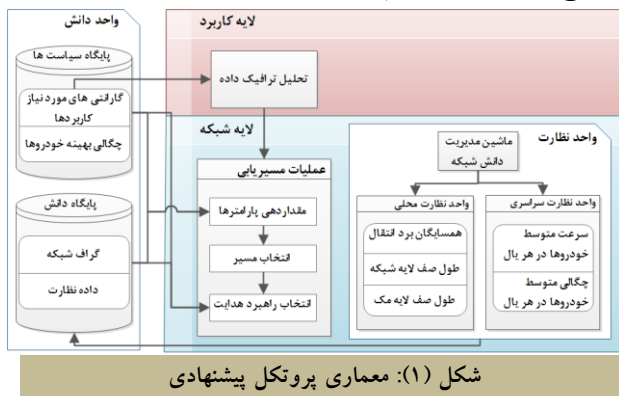 واحد دانش
پایگاه سیاست ها
گارانتی های مورد نیاز
کاربردها
چگالی بهینه خودروها
پایگاه دانش
گراف شبکه
داده نظارت
لایه کاربرد
تحلیل ترافیک داده
لایه شبکه
عملیات مسیریابی
مقداردهی پارامترها
انتخاب مسیر
انتخاب راهبرد هدایت
واحد نظارت
ماشین مدیریت
دانش شبکه
واحد نظارت سراسری
سرعت متوسط
خودروها در هر یال
چگالی متوسط
خودروها در هر یال
واحد نظارت محلی
همسایگان برد انتقال
طول صف لایه شبکه
طول صف لایه مک
شکل (۱): معماری پروتکل پیشنهادی